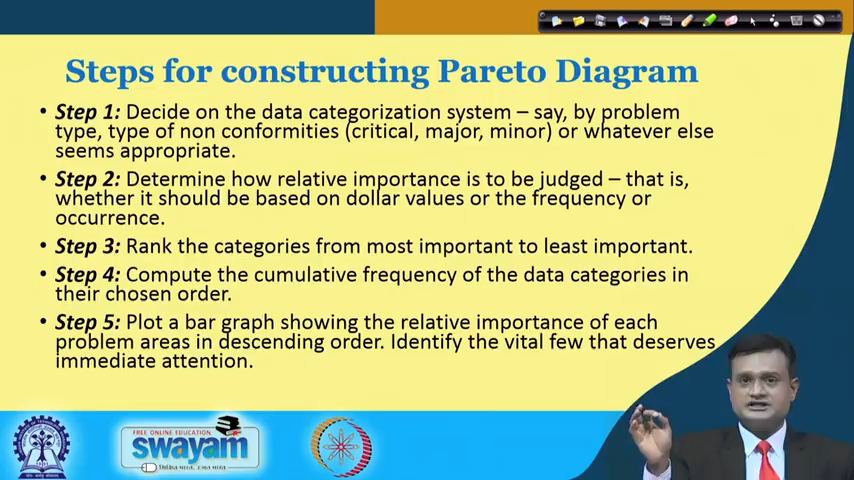 Steps for constructing Pareto Diagram
• Step 1: Decide on the data categorization system – say, by problem
type, type of non conformities (critical, major, minor) or whatever else
seems appropriate.
• Step 2: Determine how relative importance is to be judged – that is,
whether it should be based on dollar values or the frequency or
occurrence.
• Step 3: Rank the categories from most important to least important.
• Step 4: Compute the cumulative frequency of the data categories in
their chosen order.
• Step 5: Plot a bar graph showing the relative importance of each
problem areas in descending order. Identify the vital few that deserves
immediate attention.
FREE ONLINE EDUCATION
swayam